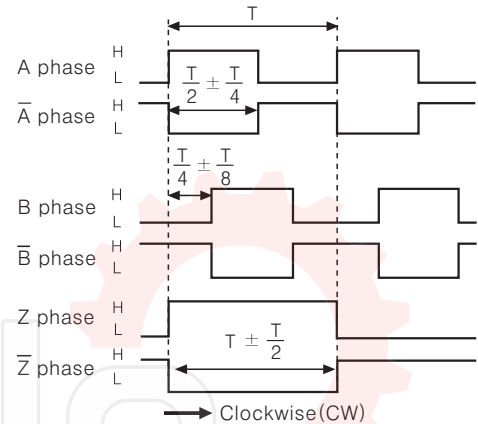 T
H
A phase
L
T/2 ± T/4
H
A̅ phase
L
T/4 ± T/8
H
B phase
L
H
B̅ phase
L
H
Z phase
L
T ± T/2
H
Z̅ phase
L
Clockwise(CW)